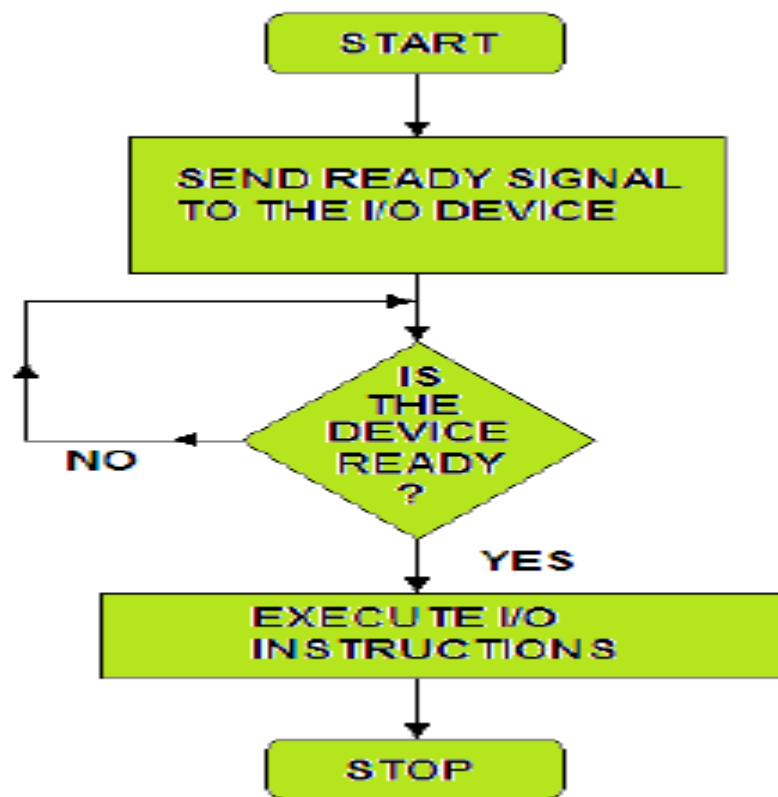 START
SEND READY SIGNAL
TO THE I/O DEVICE
IS
THE
DEVICE
READY
?
NO
YES
EXECUTE I/O
INSTRUCTIONS
STOP